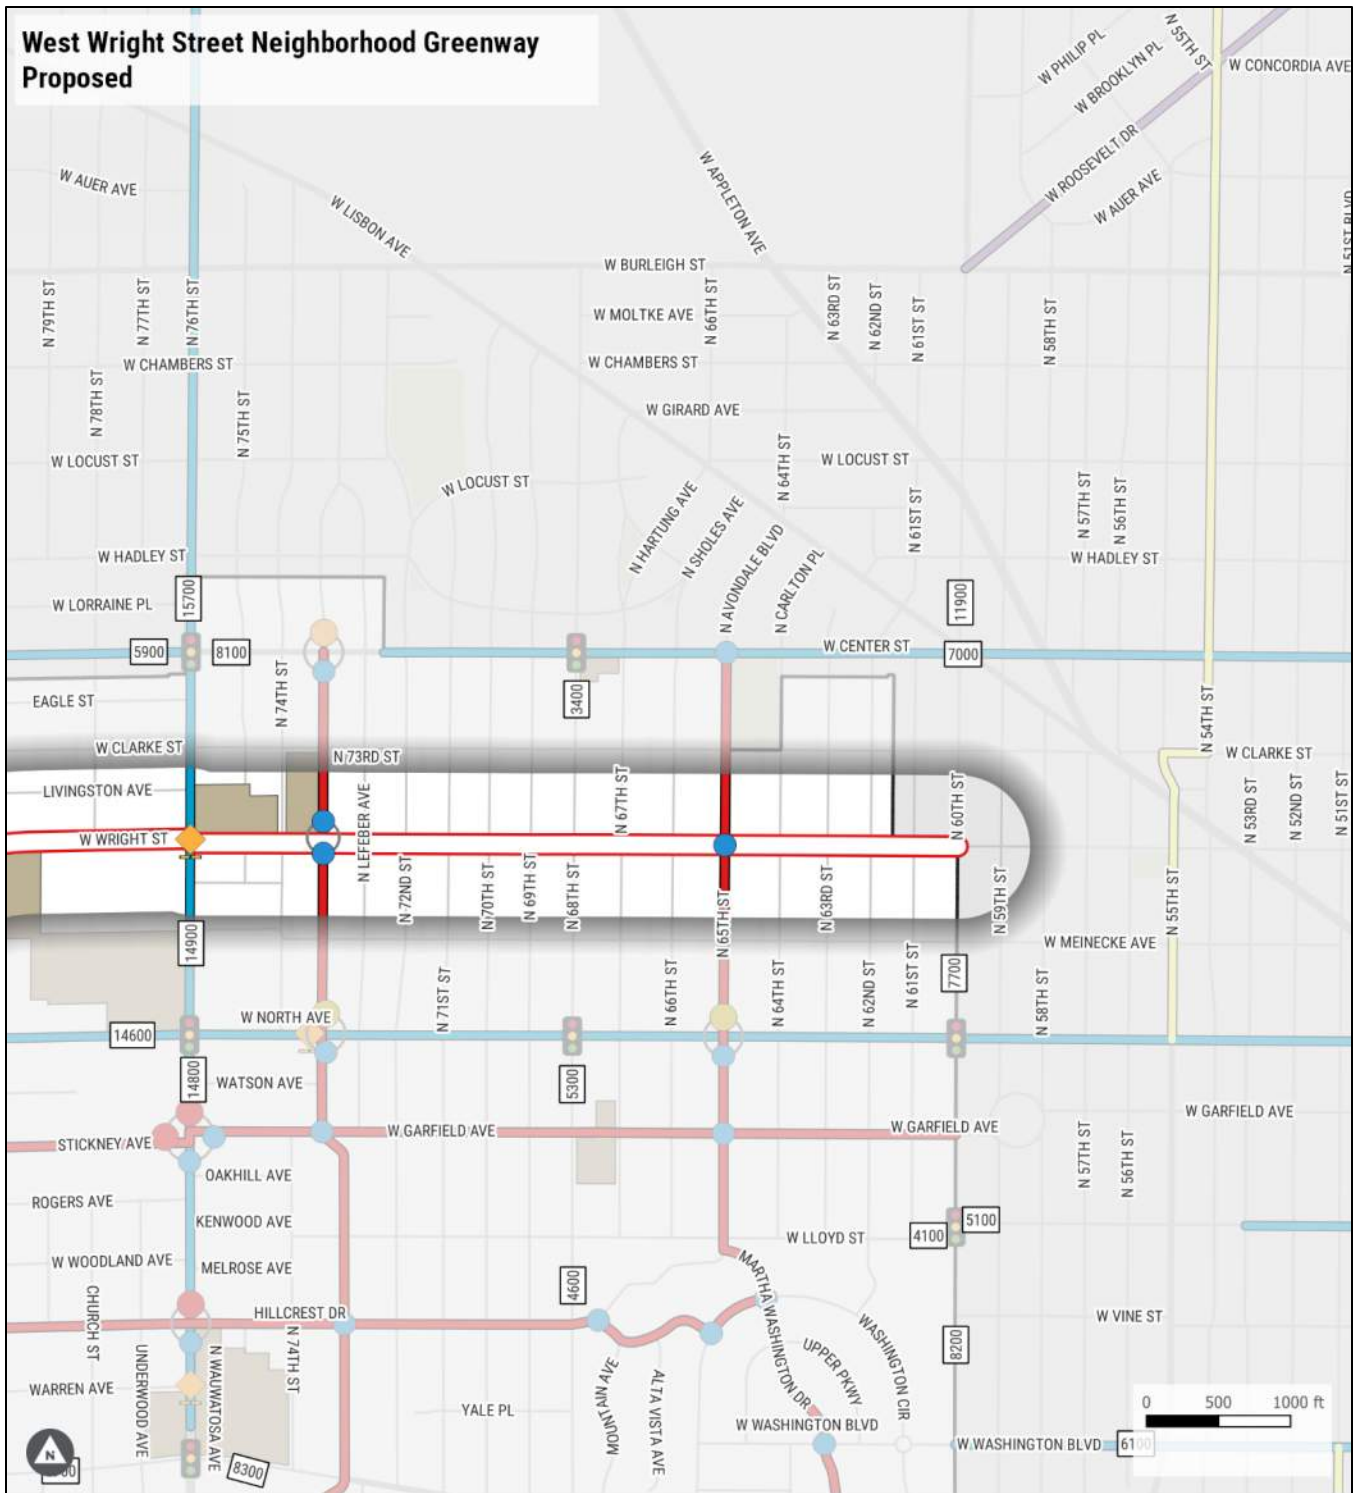 West Wright Street Neighborhood Greenway
Proposed
N 55TH ST
W PHILIP PL
W BROOKLYN PL
W CONCORDIA AVE
W ROOSEVELT DR
W AUER AVE
W AUER AVE
W LISBON AVE
W APPLETON AVE
N 51ST BLVD
W BURLEIGH ST
N 79TH ST
N 77TH ST
N 76TH ST
W MOLTKE AVE
N 66TH ST
N 63RD ST
N 62ND ST
N 61ST ST
N 58TH ST
W CHAMBERS ST
W CHAMBERS ST
N 78TH ST
N 75TH ST
W GIRARD AVE
W LOCUST ST
W LOCUST ST
N 64TH ST
W LOCUST ST
N HARTUNG AVE
N SHOLES AVE
N AVONDALE BLVD
N CARLTON PL
N 61ST ST
N 57TH ST
N 56TH ST
W HADLEY ST
W HADLEY ST
W LORRAINE PL
15700
11900
5900
8100
W CENTER ST
7000
N 74TH ST
3400
EAGLE ST
N 54TH ST
W CLARKE ST
N 73RD ST
W CLARKE ST
LIVINGSTON AVE
N LEFEBER AVE
N 67TH ST
N 60TH ST
N 53RD ST
N 52ND ST
N 51ST ST
W WRIGHT ST
N 72ND ST
N 70TH ST
N 69TH ST
N 68TH ST
N 65TH ST
N 63RD ST
N 59TH ST
N 55TH ST
14900
W MEINECKE AVE
N 71ST ST
N 66TH ST
N 64TH ST
N 62ND ST
N 61ST ST
7700
N 58TH ST
W NORTH AVE
14600
14800
WATSON AVE
5300
STICKNEY AVE
W GARFIELD AVE
W GARFIELD AVE
W GARFIELD AVE
OAKHILL AVE
N 57TH ST
N 56TH ST
ROGERS AVE
KENWOOD AVE
W LLOYD ST
4100
5100
W WOODLAND AVE
MELROSE AVE
4600
CHURCH ST
HILLCREST DR
MARTHA WASHINGTON DR
WASHINGTON CIR
W VINE ST
UNDERWOOD AVE
N WAUWATOSA AVE
N 74TH ST
UPPER PKWY
8200
WARREN AVE
MOUNTAIN AVE
ALTA VISTA AVE
YALE PL
W WASHINGTON BLVD
W WASHINGTON BLVD
6100
0 500 1000 ft
N
8300